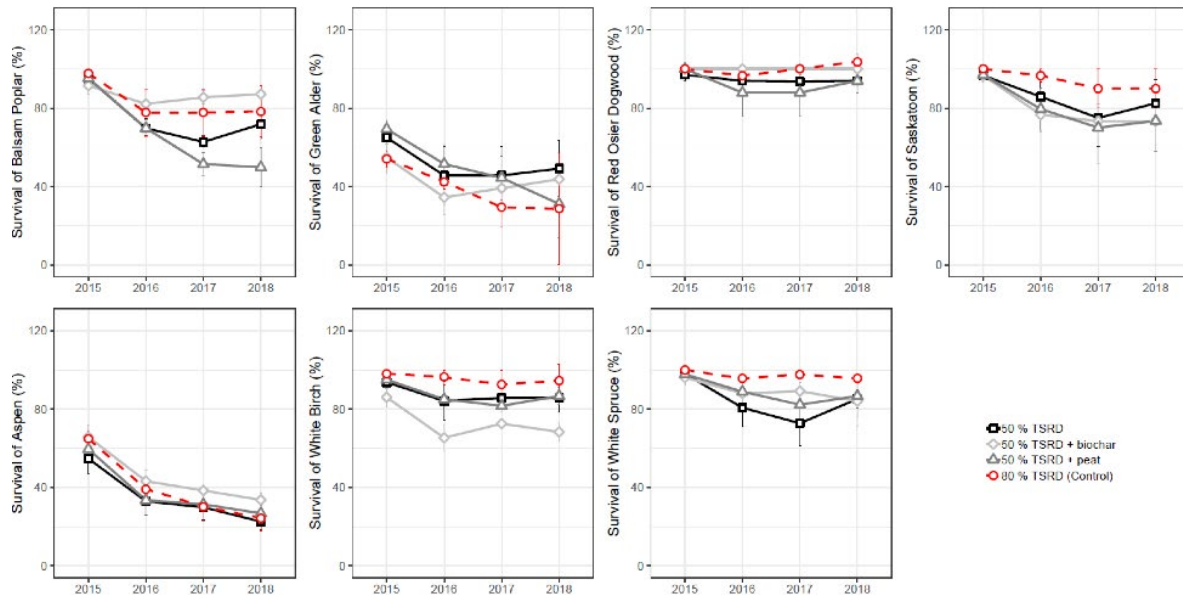 Survival of Balsam Poplar (%)
120
80
40
0
2015 2016 2017 2018
Survival of Green Alder (%)
120
80
40
0
2015 2016 2017 2018
Survival of Red Osier Dogwood (%)
120
80
40
0
2015 2016 2017 2018
Survival of Saskatoon (%)
120
80
40
0
2015 2016 2017 2018
Survival of Aspen (%)
120
80
40
0
2015 2016 2017 2018
Survival of White Birch (%)
120
80
40
0
2015 2016 2017 2018
Survival of White Spruce (%)
120
80
40
0
2015 2016 2017 2018
50 % TSRD
50 % TSRD + biochar
50 % TSRD + peat
80 % TSRD (Control)